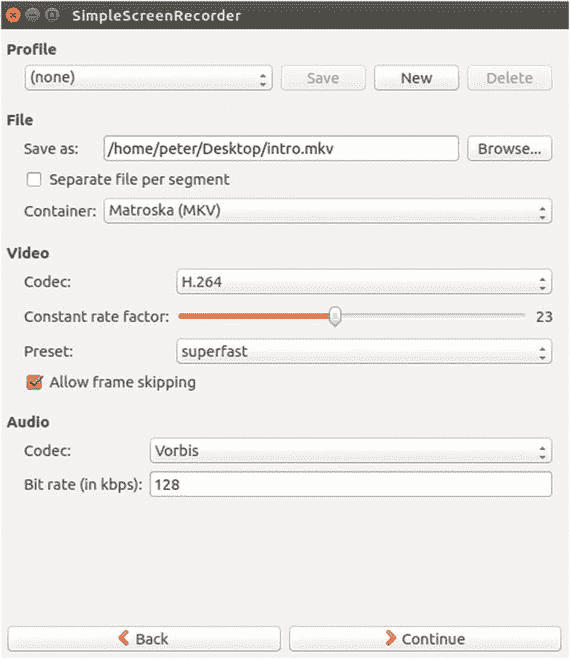 SimpleScreenRecorder
Profile
(none) Save New Delete
File
Save as: /home/peter/Desktop/intro.mkv Browse...
Separate file per segment
Container: Matroska (MKV)
Video
Codec: H.264
Constant rate factor: 23
Preset: superfast
Allow frame skipping
Audio
Codec: Vorbis
Bit rate (in kbps): 128
Back Continue